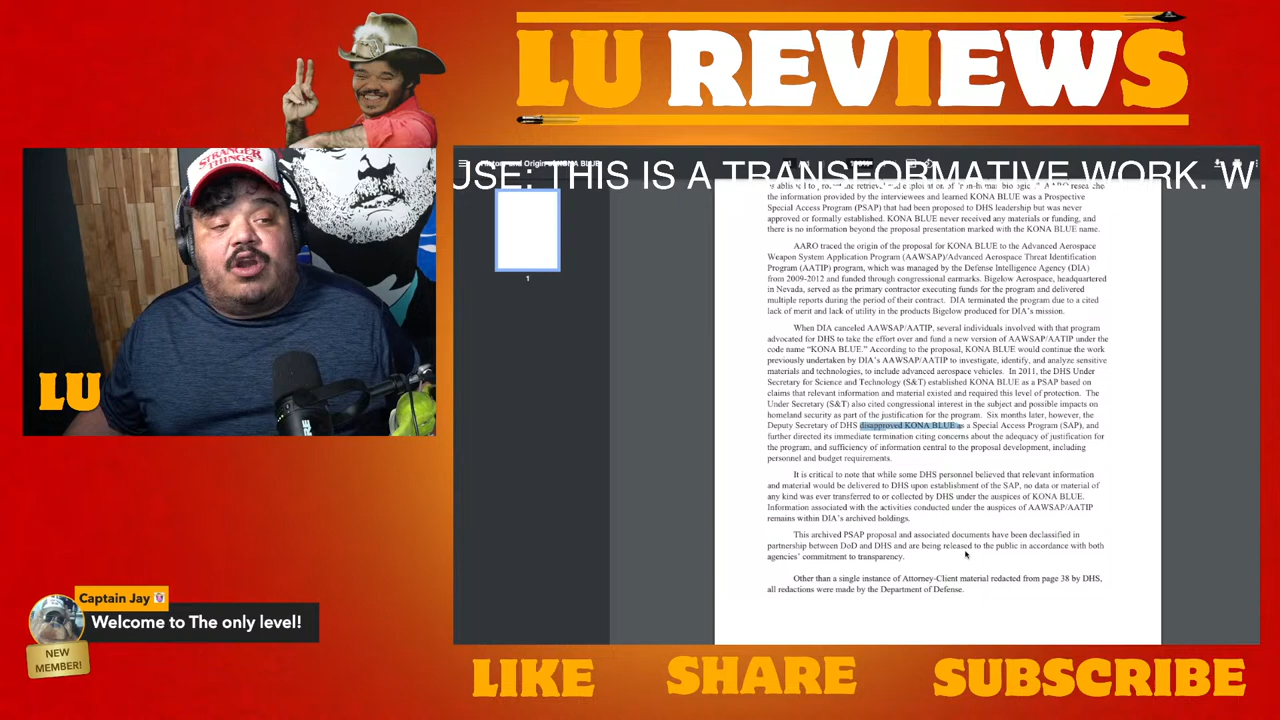 LU REVIEWS
STRANGER
THINGS
LU
Captain Jay
Welcome to The only level!
NEW
MEMBER!
USE: THIS IS A TRANSFORMATIVE WORK. W
the information provided by the interviewees and learned KONA BLUE was a Prospective
Special Access Program (PSAP) that had been proposed to DHS leadership but was never
approved or formally established. KONA BLUE never received any materials or funding, and
there is no information beyond the proposal presentation marked with the KONA BLUE name.
AARO traced the origin of the proposal for KONA BLUE to the Advanced Aerospace
Weapon System Application Program (AAWSAP)/Advanced Aerospace Threat Identification
Program (AATIP) program, which was managed by the Defense Intelligence Agency (DIA)
from 2009-2012 and funded through congressional earmarks. Bigelow Aerospace, headquartered
in Nevada, served as the primary contractor executing funds for the program and delivered
multiple reports during the period of their contract. DIA terminated the program due to a cited
lack of merit and lack of utility in the products Bigelow produced for DIA's mission.
When DIA canceled AAWSAP/AATIP, several individuals involved with that program
advocated for DHS to take the effort over and fund a new version of AAWSAP/AATIP under the
code name "KONA BLUE." According to the proposal, KONA BLUE would continue the work
previously undertaken by DIA's AAWSAP/AATIP to investigate, identify, and analyze sensitive
materials and technologies, to include advanced aerospace vehicles. In 2011, the DHS Under
Secretary for Science and Technology (S&T) established KONA BLUE as a PSAP based on
claims that relevant information and material existed and required this level of protection. The
Under Secretary (S&T) also cited congressional interest in the subject and possible impacts on
homeland security as part of the justification for the program. Six months later, however, the
Deputy Secretary of DHS disapproved KONA BLUE as a Special Access Program (SAP), and
further directed its immediate termination citing concerns about the adequacy of justification for
the program, and sufficiency of information central to the proposal development, including
personnel and budget requirements.
It is critical to note that while some DHS personnel believed that relevant information
and material would be delivered to DHS upon establishment of the SAP, no data or material of
any kind was ever transferred to or collected by DHS under the auspices of KONA BLUE.
Information associated with the activities conducted under the auspices of AAWSAP/AATIP
remains within DIA's archived holdings.
This archived PSAP proposal and associated documents have been declassified in
partnership between DoD and DHS and are being released to the public in accordance with both
agencies' commitment to transparency.
Other than a single instance of Attorney-Client material redacted from page 38 by DHS,
all redactions were made by the Department of Defense.
1
LIKE
SHARE
SUBSCRIBE